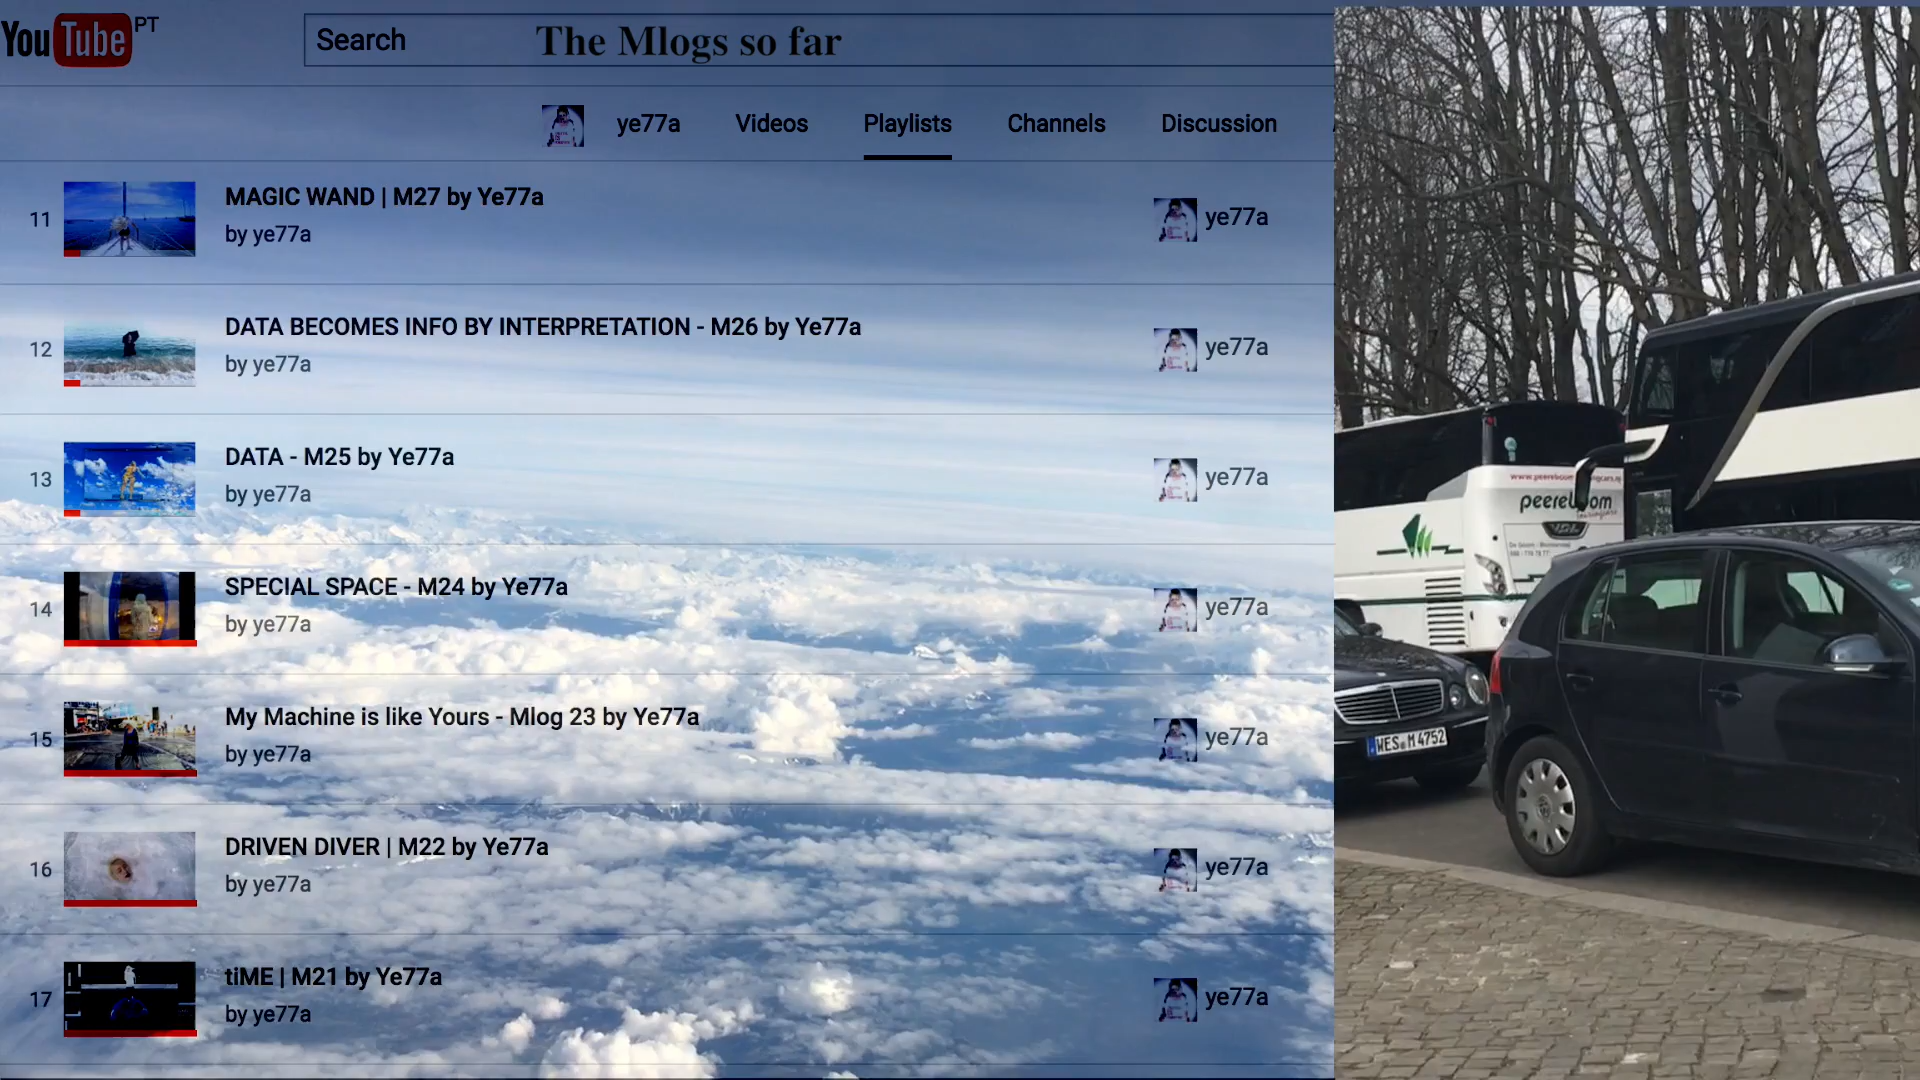 YouTube PT
Search
The Mlogs so far
ye77a Videos Playlists Channels Discussion
11
MAGIC WAND | M27 by Ye77a
by ye77a
ye77a
12
DATA BECOMES INFO BY INTERPRETATION - M26 by Ye77a
by ye77a
ye77a
13
DATA - M25 by Ye77a
by ye77a
ye77a
14
SPECIAL SPACE - M24 by Ye77a
by ye77a
ye77a
15
My Machine is like Yours - Mlog 23 by Ye77a
by ye77a
ye77a
16
DRIVEN DIVER | M22 by Ye77a
by ye77a
ye77a
17
tiME | M21 by Ye77a
by ye77a
ye77a
VDL
WES M 4752